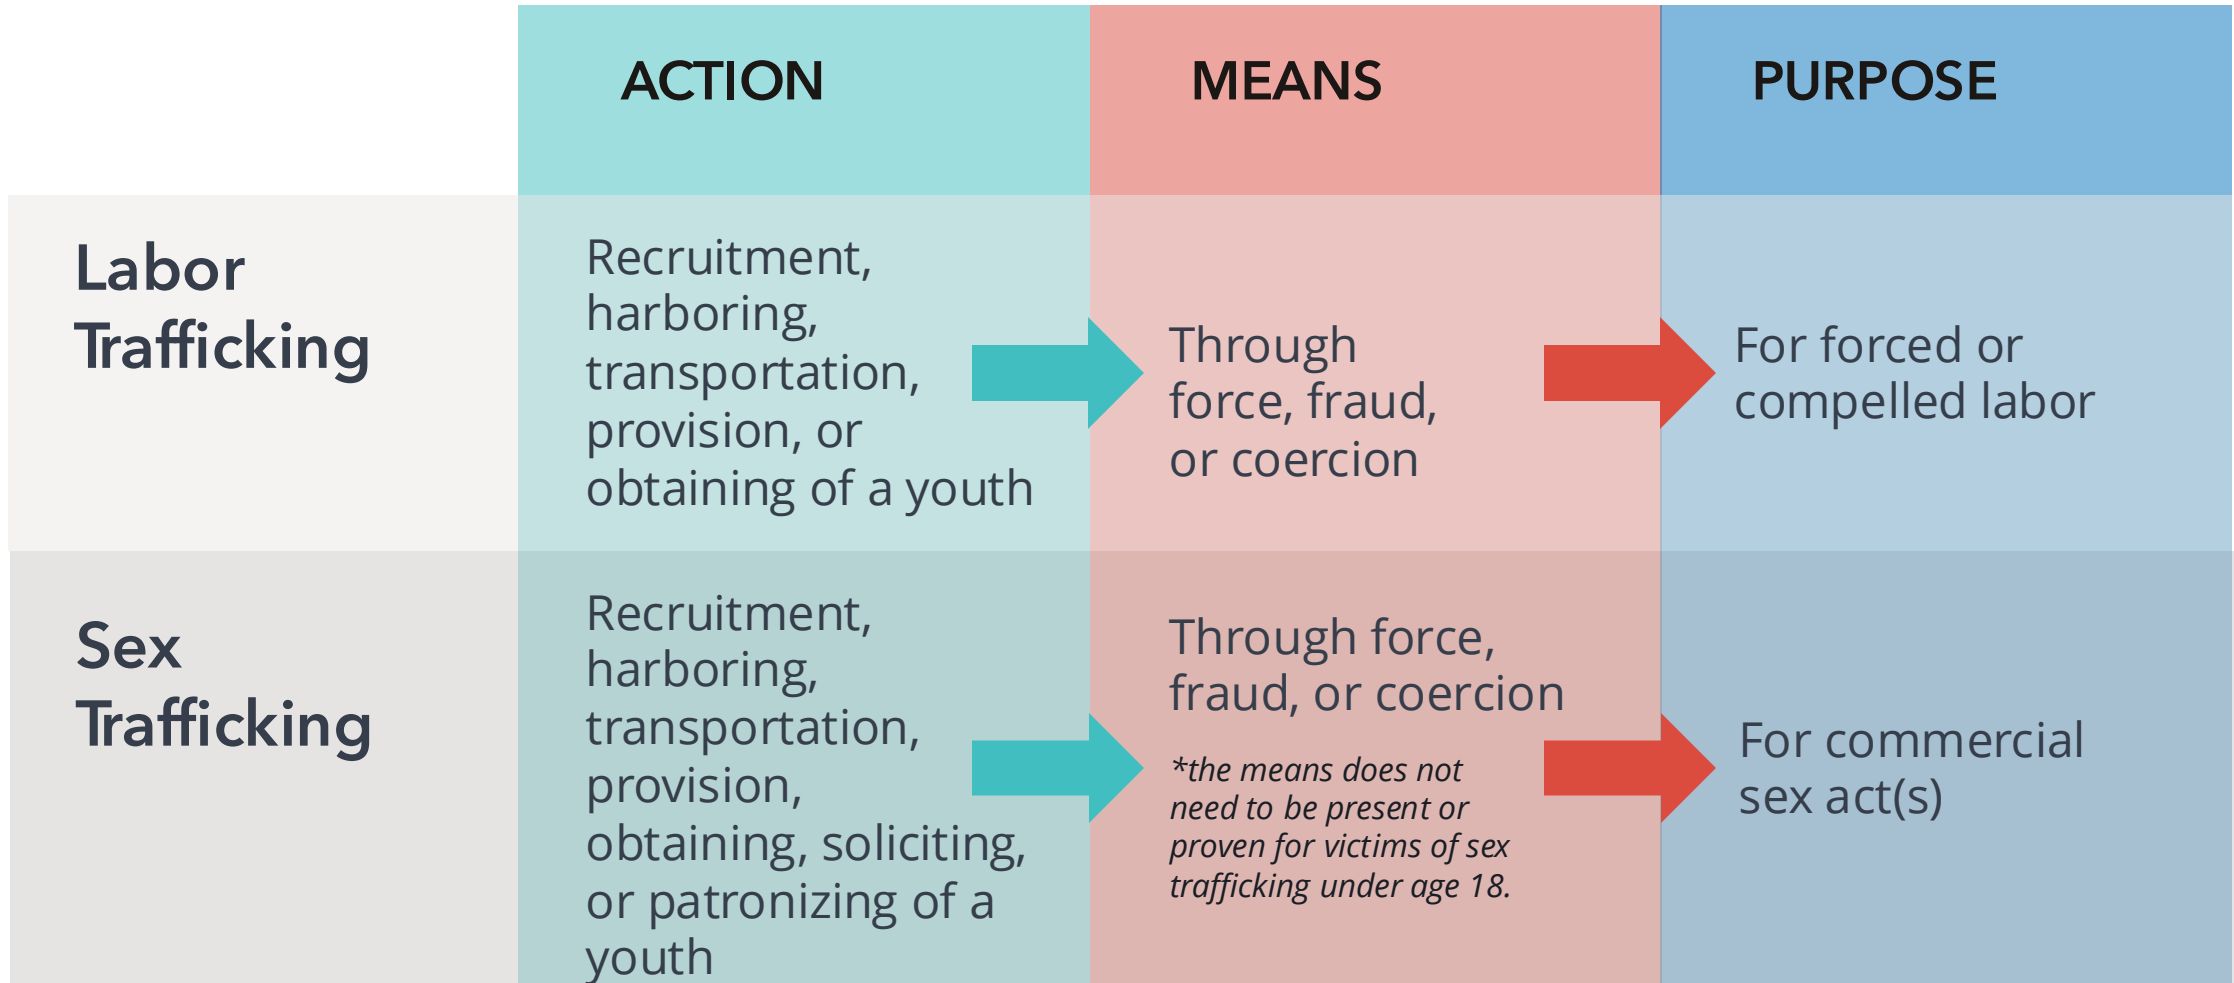 ACTION
MEANS
PURPOSE
Labor
Trafficking
Recruitment,
harboring,
transportation,
provision, or
obtaining of a youth
Through
force, fraud,
or coercion
For forced or
compelled labor
Sex
Trafficking
Recruitment,
harboring,
transportation,
provision,
obtaining, soliciting,
or patronizing of a
youth
Through force,
fraud, or coercion
*the means does not
need to be present or
proven for victims of sex
trafficking under age 18.
For commercial
sex act(s)